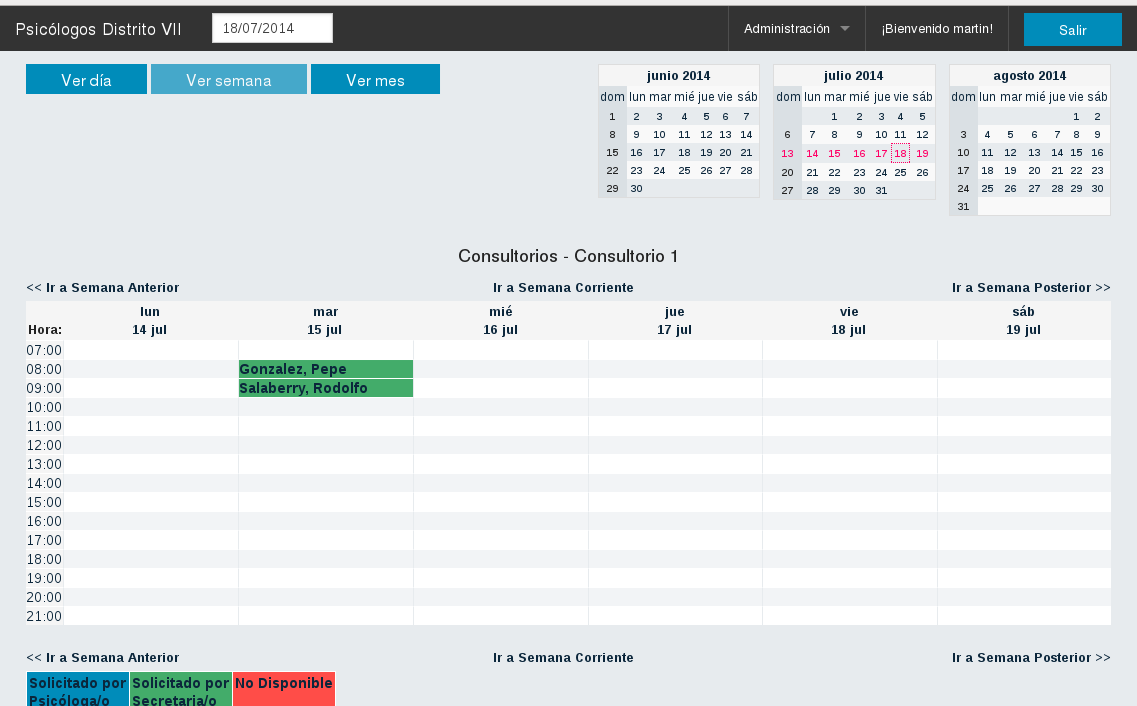 Psicólogos Distrito VII 18/07/2014 Administración ¡Bienvenido martin! Salir
Ver día Ver semana Ver mes
junio 2014
dom lun mar mié jue vie sáb
1 2 3 4 5 6 7
8 9 10 11 12 13 14
15 16 17 18 19 20 21
22 23 24 25 26 27 28
29 30
julio 2014
dom lun mar mié jue vie sáb
1 2 3 4 5
6 7 8 9 10 11 12
13 14 15 16 17 18 19
20 21 22 23 24 25 26
27 28 29 30 31
agosto 2014
dom lun mar mié jue vie sáb
1 2
3 4 5 6 7 8 9
10 11 12 13 14 15 16
17 18 19 20 21 22 23
24 25 26 27 28 29 30
31
Consultorios - Consultorio 1
<< Ir a Semana Anterior Ir a Semana Corriente Ir a Semana Posterior >>
lun mar mié jue vie sáb
Hora: 14 jul 15 jul 16 jul 17 jul 18 jul 19 jul
07:00
08:00 Gonzalez, Pepe
09:00 Salaberry, Rodolfo
10:00
11:00
12:00
13:00
14:00
15:00
16:00
17:00
18:00
19:00
20:00
21:00
<< Ir a Semana Anterior Ir a Semana Corriente Ir a Semana Posterior >>
Solicitado por Solicitado por No Disponible
Psicóloga/o Secretaria/o